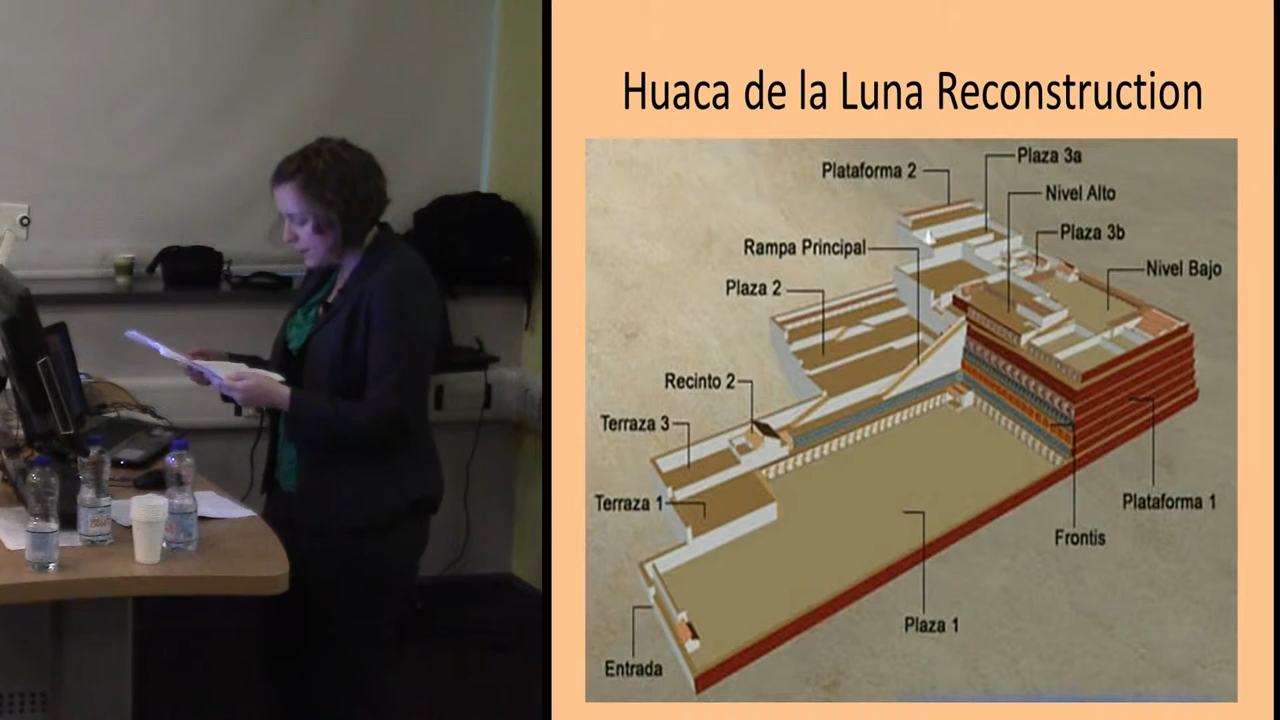 Huaca de la Luna Reconstruction
Plaza 3a
Plataforma 2
Nivel Alto
Plaza 3b
Rampa Principal
Nivel Bajo
Plaza 2
Recinto 2
Terraza 3
Terraza 1
Plataforma 1
Frontis
Plaza 1
Entrada